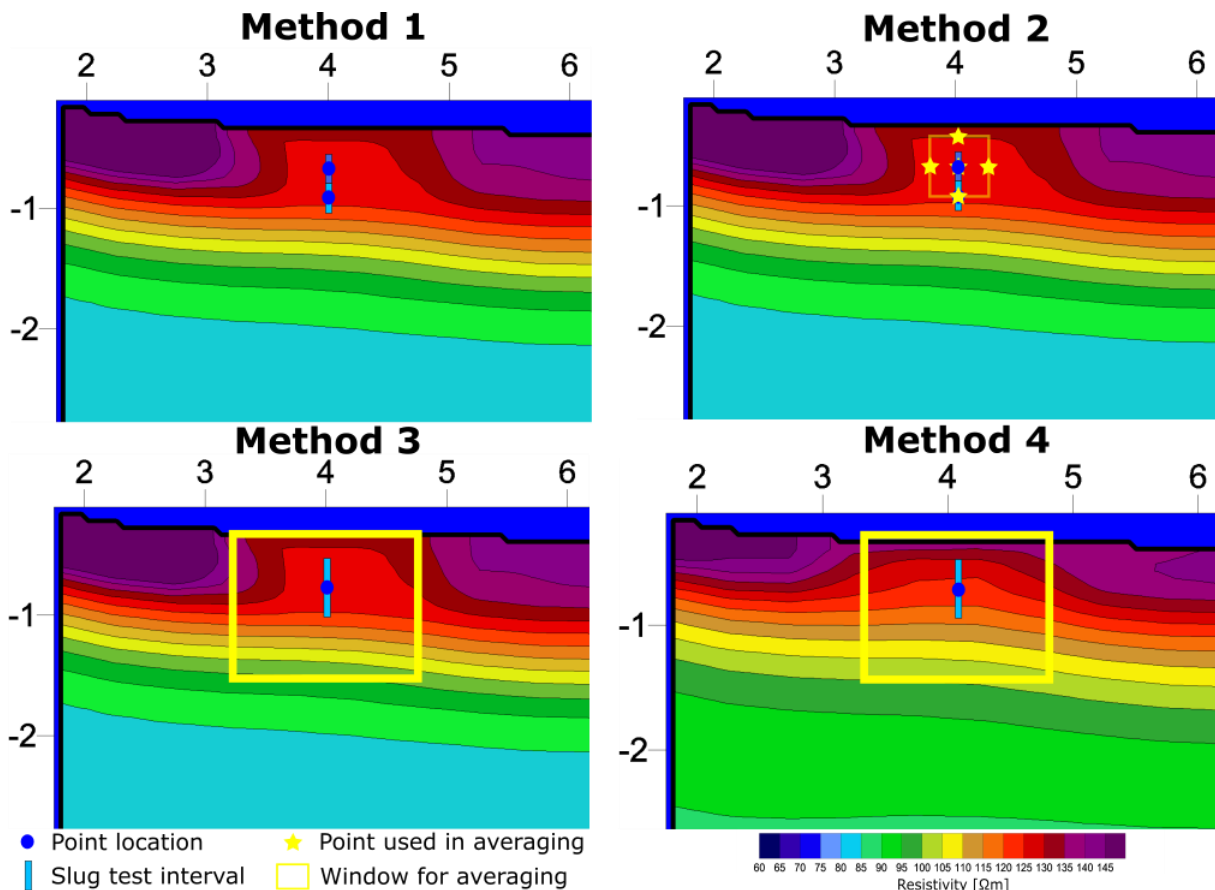 Method 1
2 3 4 5 6
-1
-2
Method 2
2 3 4 5 6
-1
-2
Method 3
2 3 4 5 6
-1
-2
Method 4
2 3 4 5 6
-1
-2
Point location
Point used in averaging
Slug test interval
Window for averaging
60 65 70 75 80 85 90 95 100 105 110 115 120 125 130 135 140 145
Resistivity [Ωm]